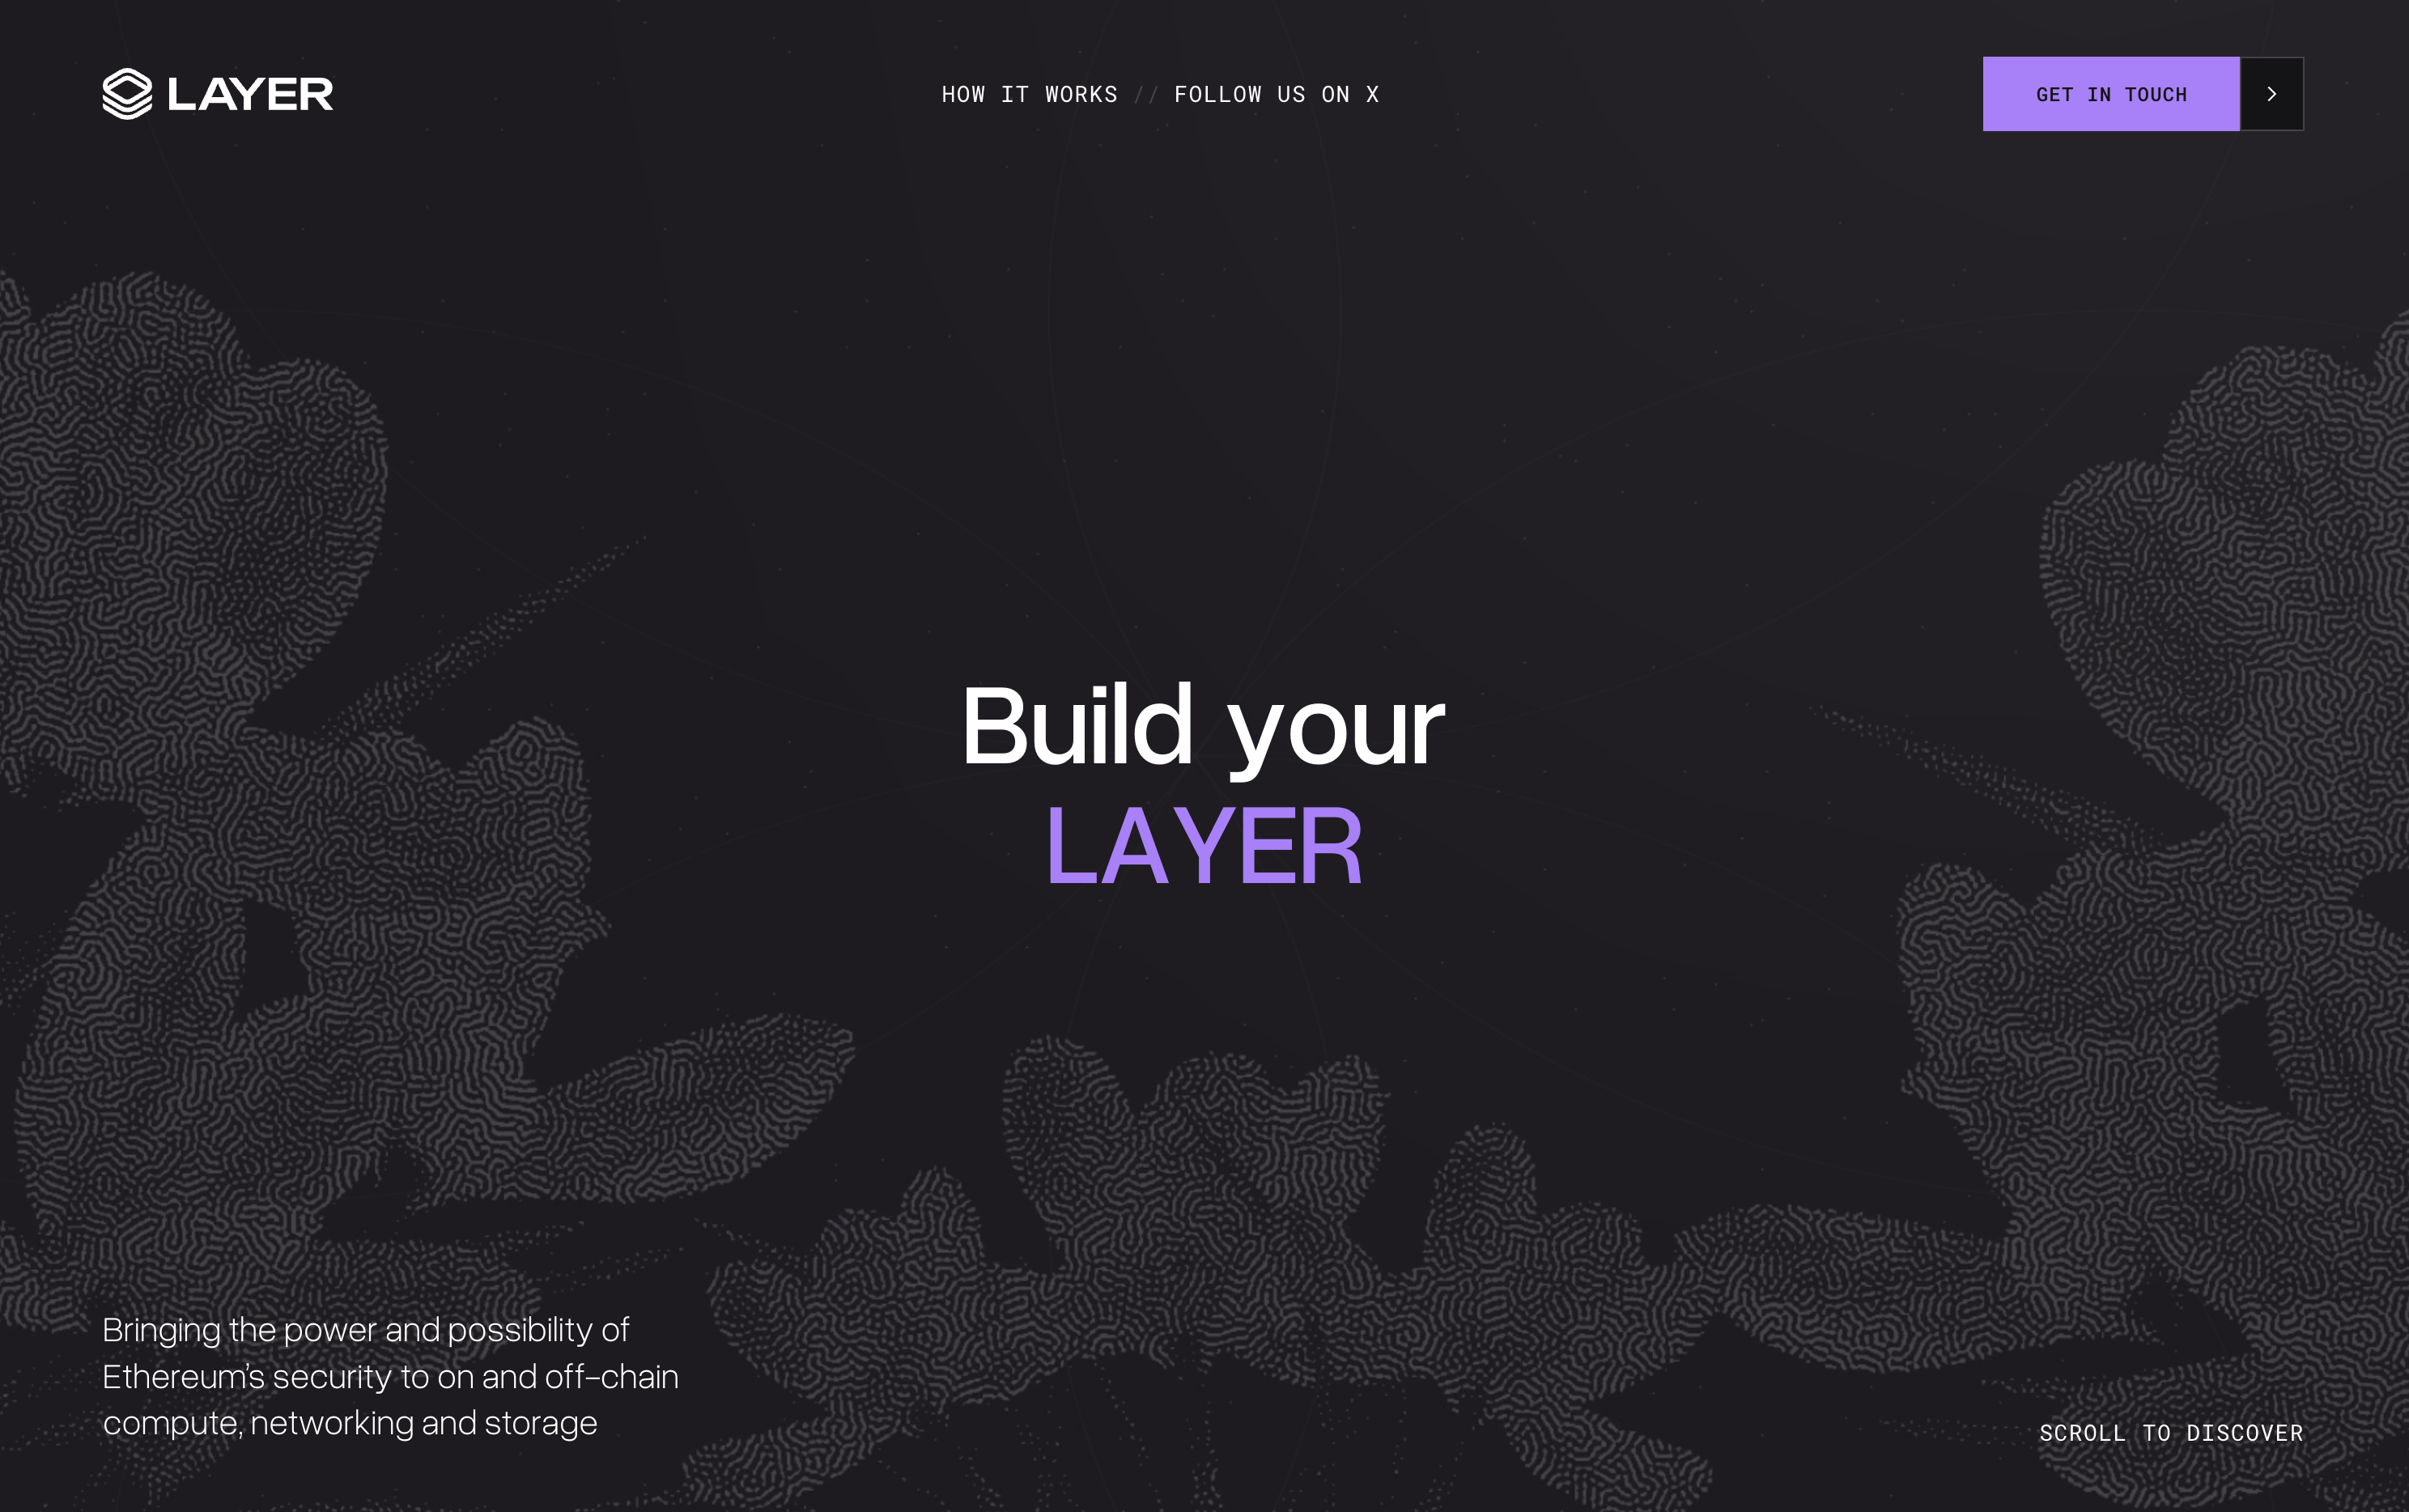 LAYER
HOW IT WORKS // FOLLOW US ON X
GET IN TOUCH
Build your
LAYER
Bringing the power and possibility of
Ethereum's security to on and off-chain
compute, networking and storage
SCROLL TO DISCOVER